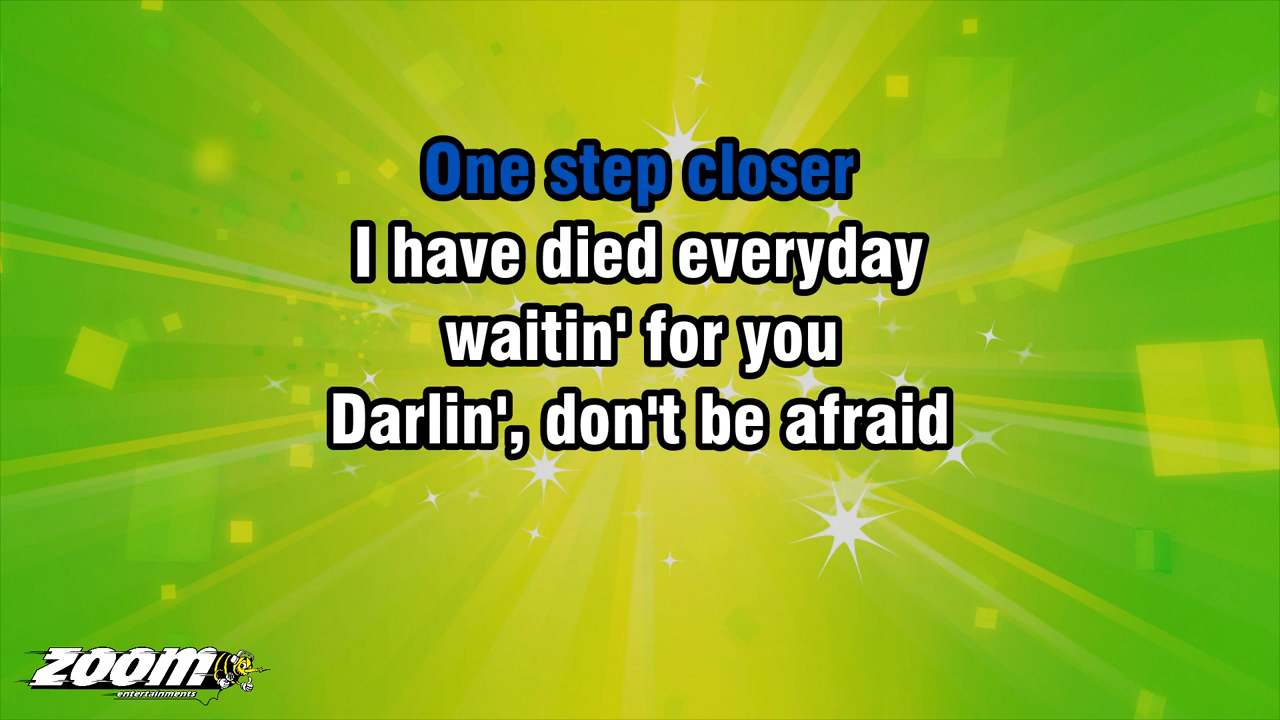 One step closer
I have died everyday
waitin' for you
Darlin', don't be afraid
zoom
entertainments